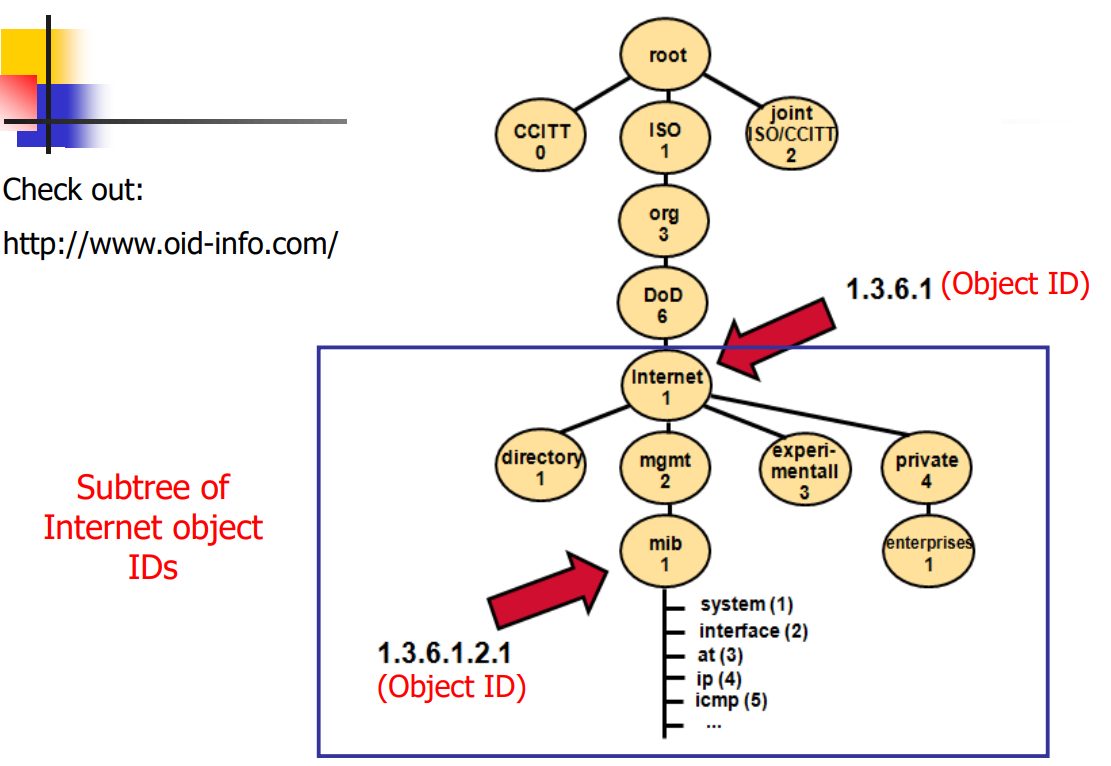 root
CCITT
0
ISO
1
joint
ISO/CCITT
2
Check out:
http://www.oid-info.com/
org
3
DoD
6
1.3.6.1 (Object ID)
Internet
1
directory
1
mgmt
2
experi-
mentall
3
private
4
Subtree of
Internet object
IDs
mib
1
enterprises
1
system (1)
interface (2)
at (3)
ip (4)
icmp (5)
...
1.3.6.1.2.1
(Object ID)